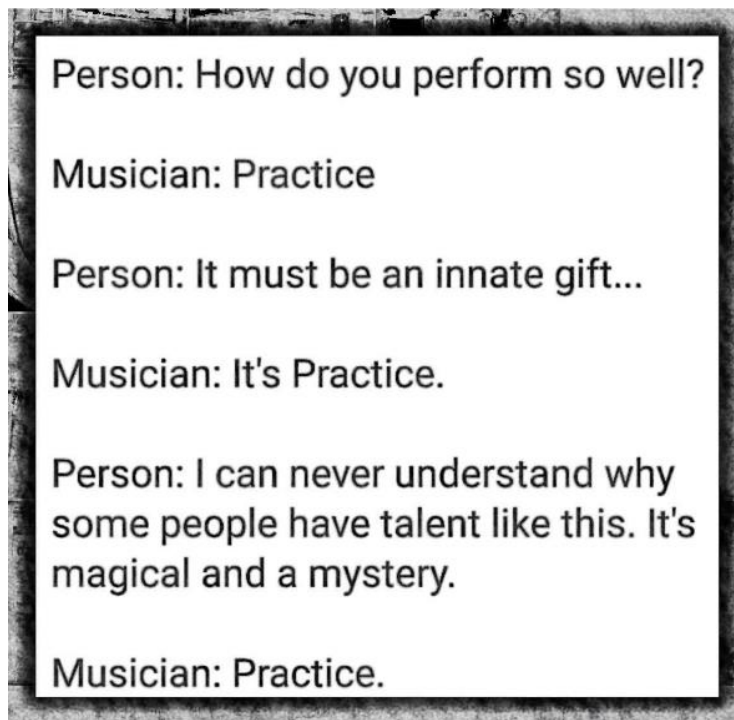 Person: How do you perform so well?
Musician: Practice
Person: It must be an innate gift...
Musician: It's Practice.
Person: I can never understand why
some people have talent like this. It's
magical and a mystery.
Musician: Practice.